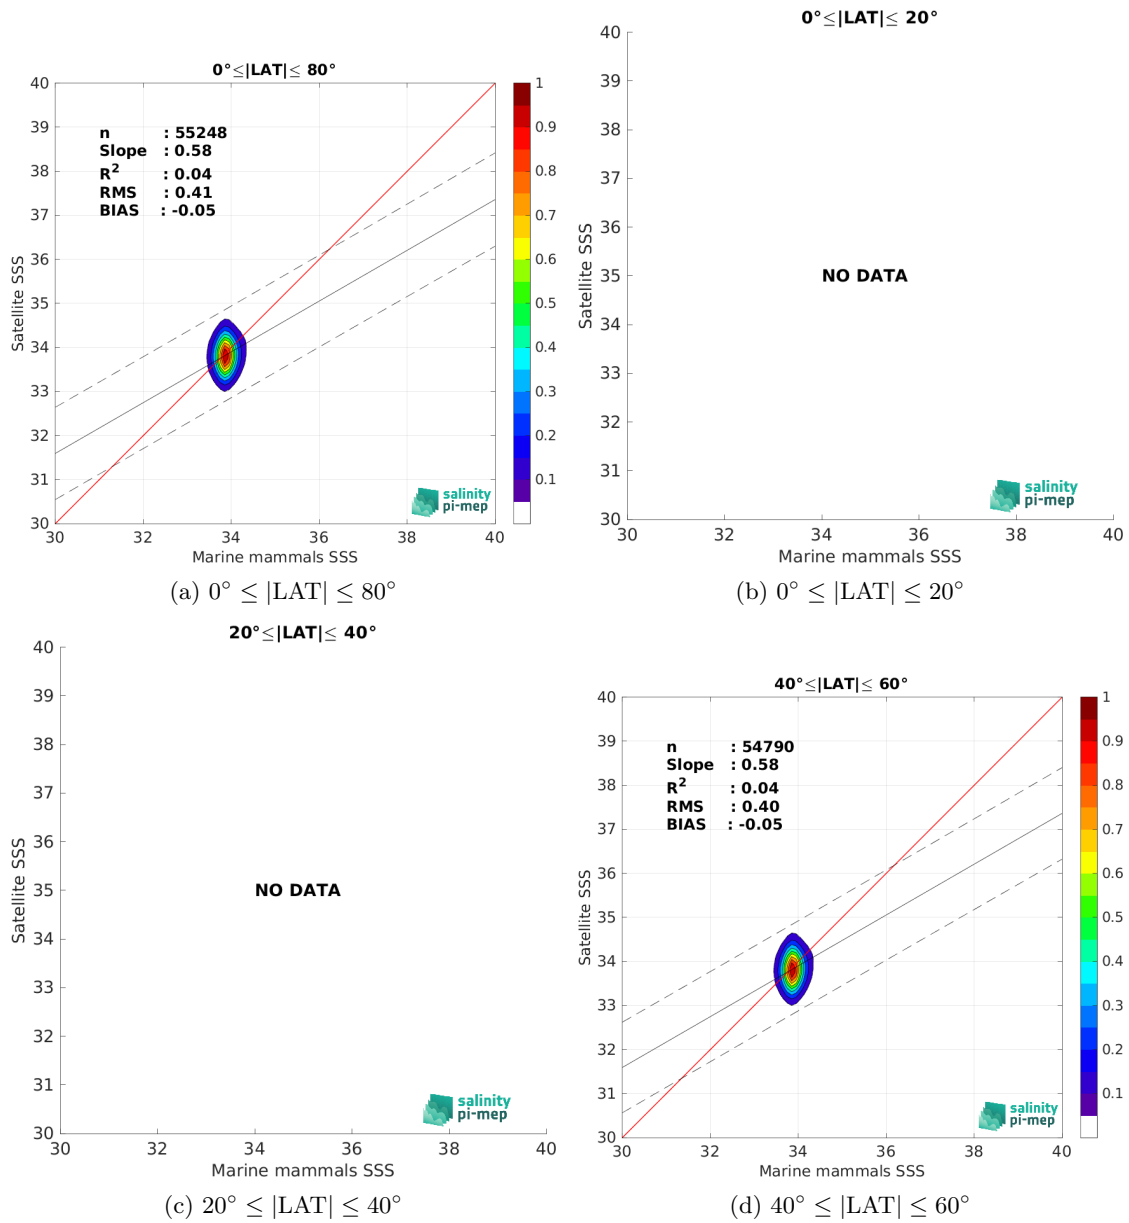 0°≤|LAT|≤ 80°
40
39
38
37
36
35
34
33
32
31
30
Satellite SSS
n : 55248
Slope : 0.58
R² : 0.04
RMS : 0.41
BIAS : -0.05
salinity
pi-mep
30 32 34 36 38 40
Marine mammals SSS
1
0.9
0.8
0.7
0.6
0.5
0.4
0.3
0.2
0.1
(a) 0° ≤ |LAT| ≤ 80°
0°≤|LAT|≤ 20°
40
39
38
37
36
35
34
33
32
31
30
Satellite SSS
NO DATA
salinity
pi-mep
30 32 34 36 38 40
Marine mammals SSS
(b) 0° ≤ |LAT| ≤ 20°
20°≤|LAT|≤ 40°
40
39
38
37
36
35
34
33
32
31
30
Satellite SSS
NO DATA
salinity
pi-mep
30 32 34 36 38 40
Marine mammals SSS
(c) 20° ≤ |LAT| ≤ 40°
40°≤|LAT|≤ 60°
40
39
38
37
36
35
34
33
32
31
30
Satellite SSS
n : 54790
Slope : 0.58
R² : 0.04
RMS : 0.40
BIAS : -0.05
salinity
pi-mep
30 32 34 36 38 40
Marine mammals SSS
1
0.9
0.8
0.7
0.6
0.5
0.4
0.3
0.2
0.1
(d) 40° ≤ |LAT| ≤ 60°